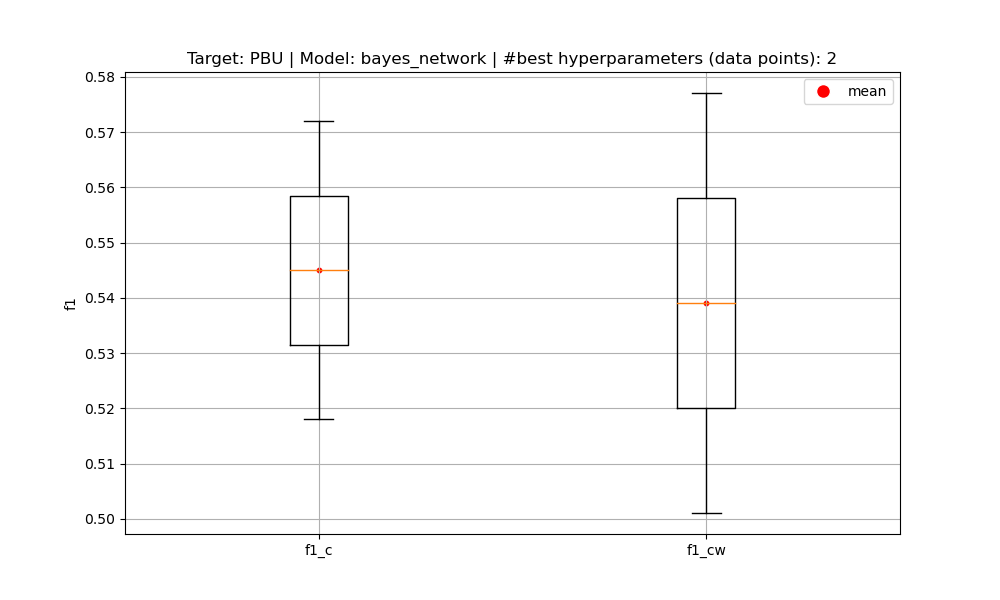 Target: PBU | Model: bayes_network | #best hyperparameters (data points): 2
mean
0.58
0.57
0.56
0.55
0.54
0.53
0.52
0.51
0.50
f1
f1_c
f1_cw